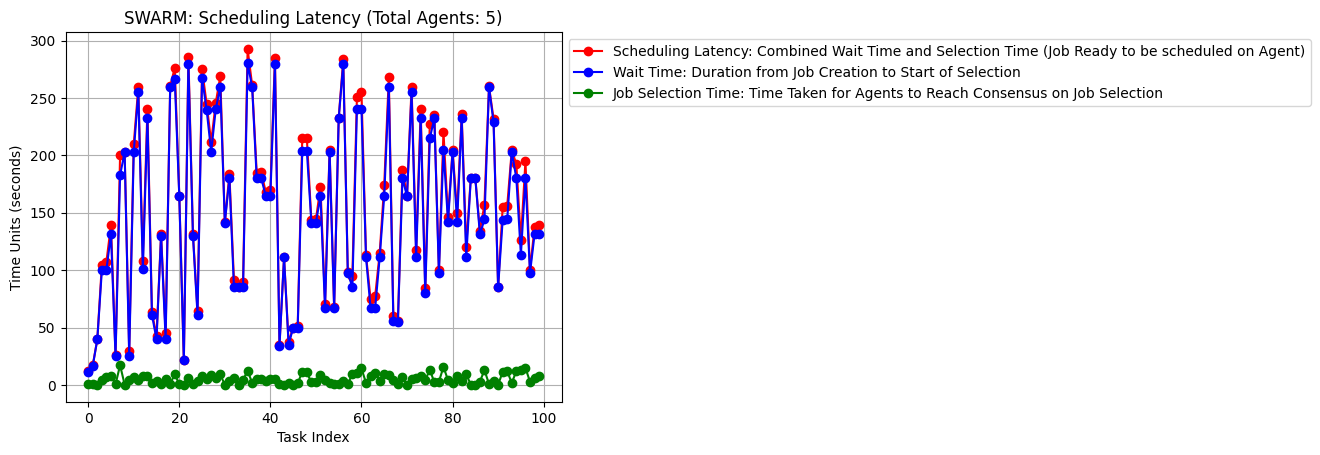 SWARM: Scheduling Latency (Total Agents: 5)
Scheduling Latency: Combined Wait Time and Selection Time (Job Ready to be scheduled on Agent)
Wait Time: Duration from Job Creation to Start of Selection
Job Selection Time: Time Taken for Agents to Reach Consensus on Job Selection
Time Units (seconds)
300
250
200
150
100
50
0
0 20 40 60 80 100
Task Index